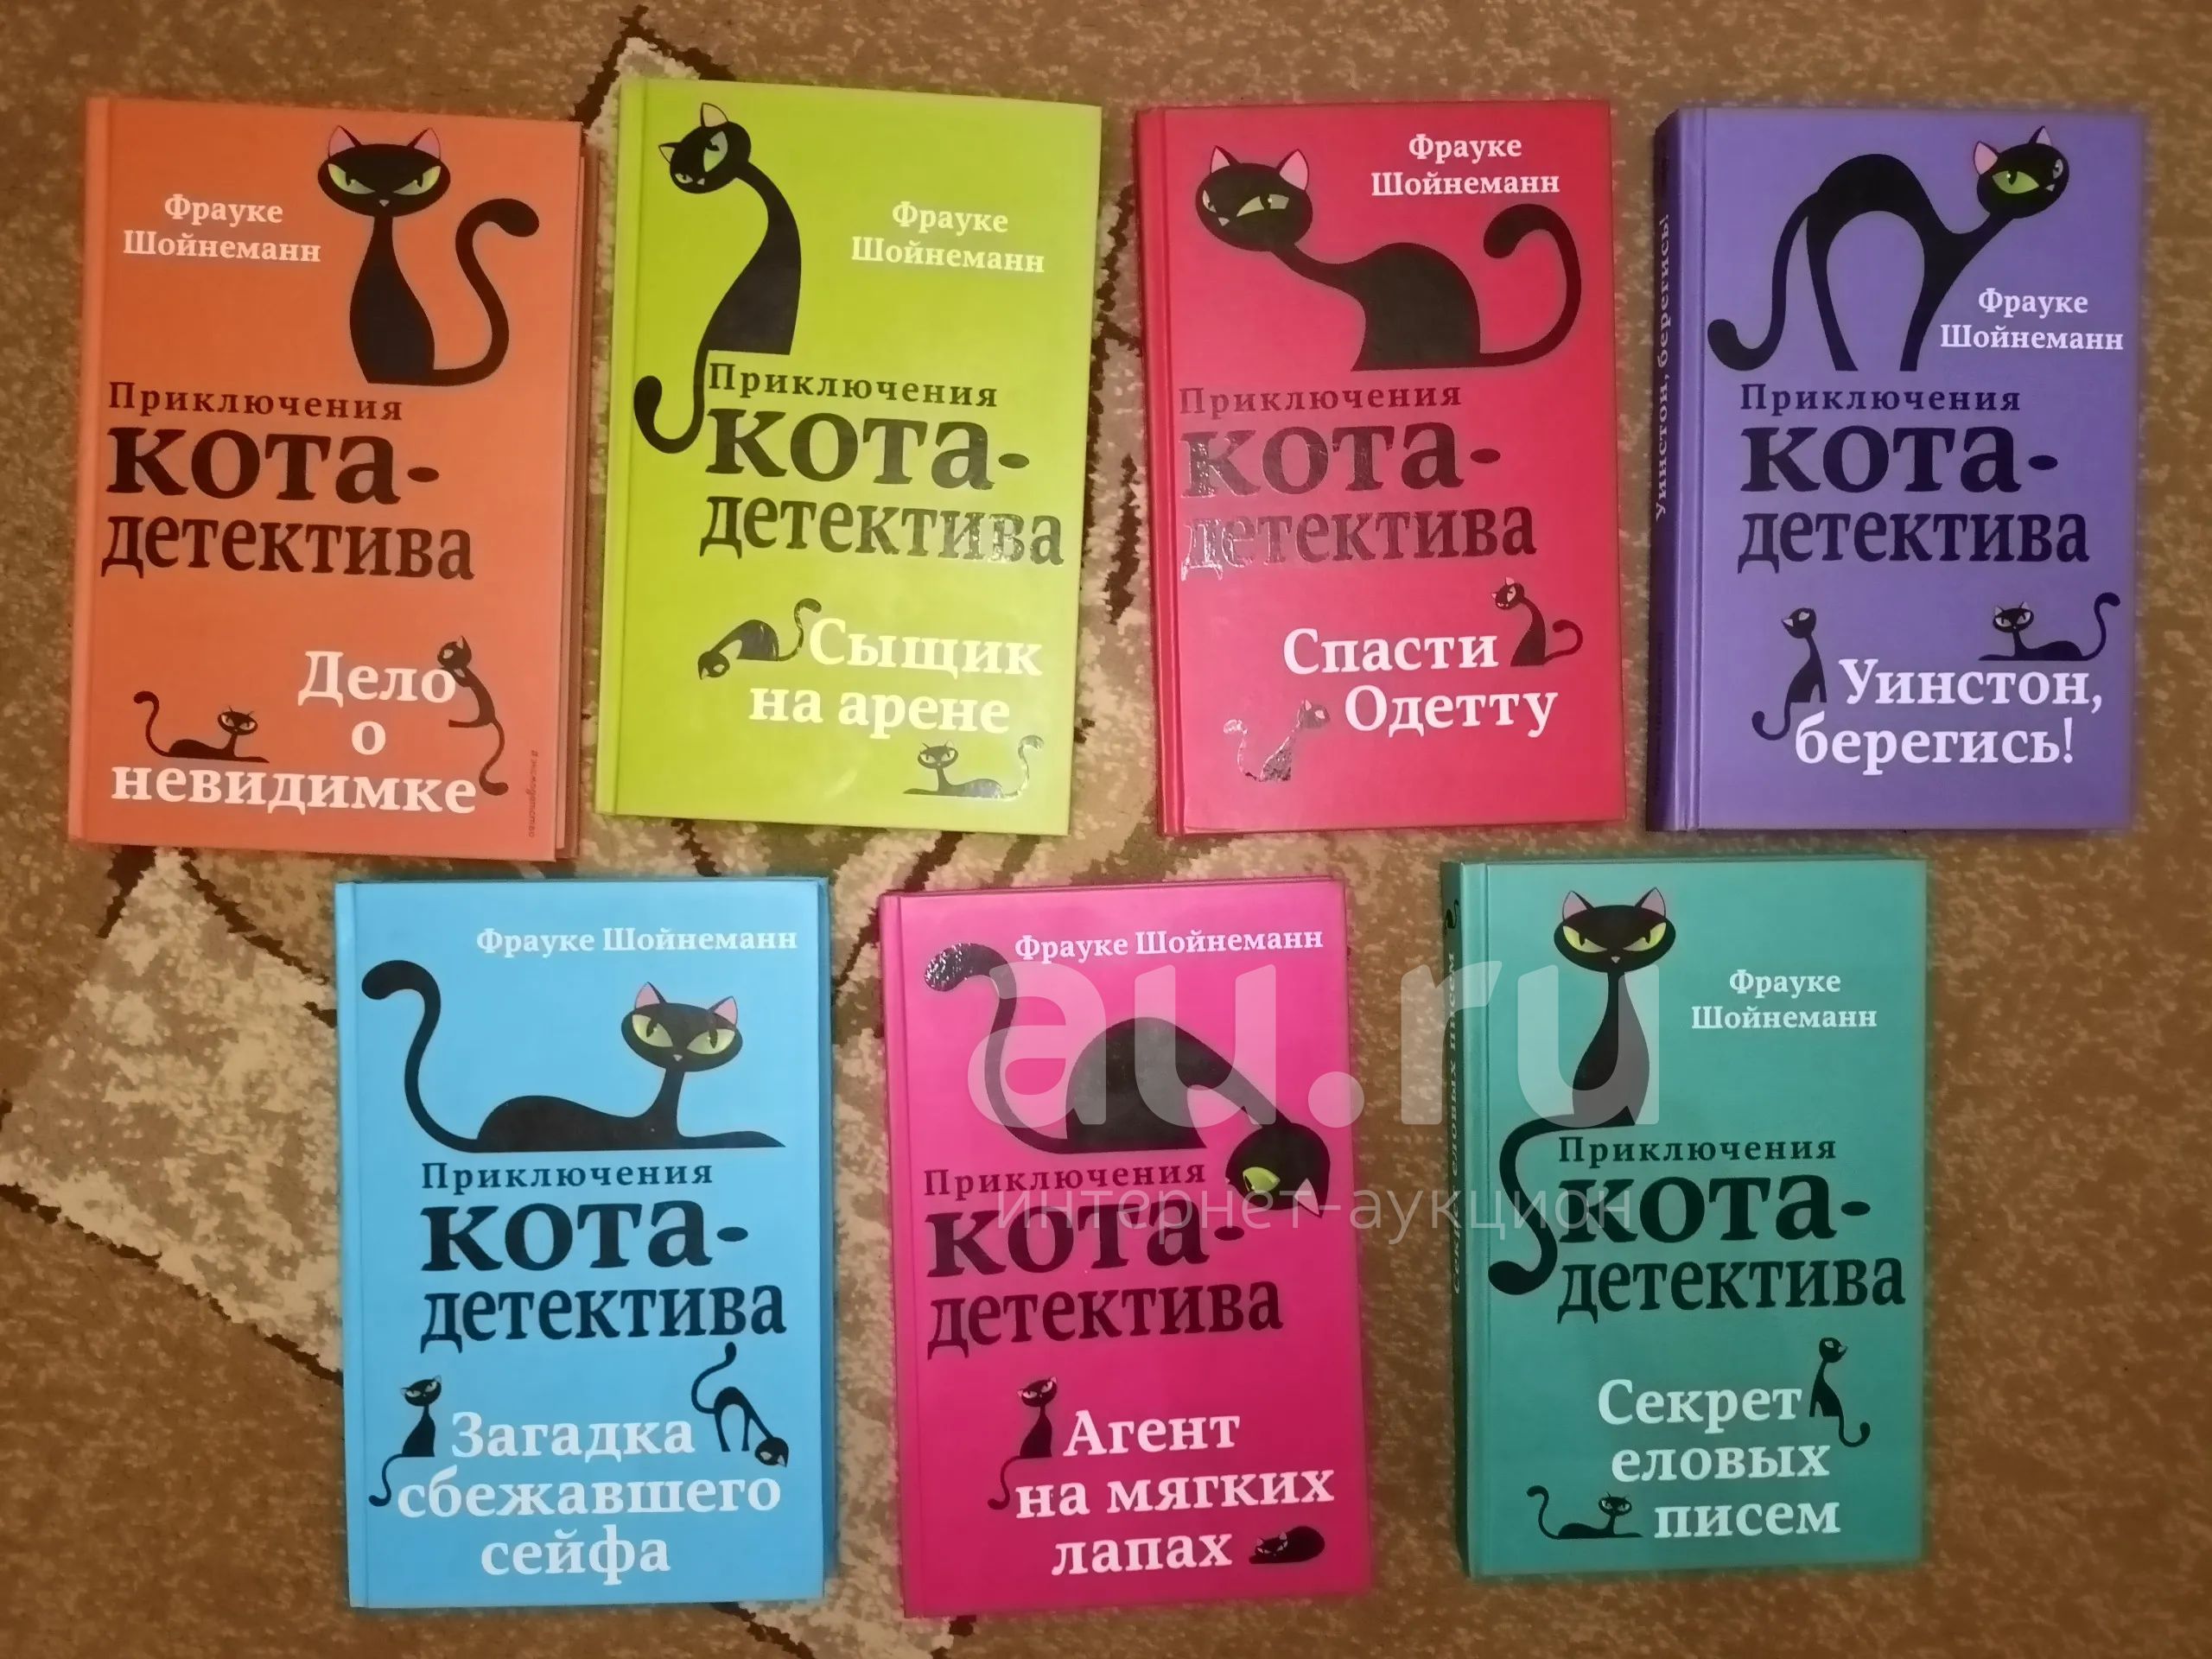 Фрауке
Шойнеманн
Приключения
кота-
детектива
Дело
о
невидимке
Фрауке
Шойнеманн
Приключения
кота-
детектива
Сыщик
на арене
Фрауке
Шойнеманн
Приключения
кота-
детектива
Спасти
Одетту
Уинстон, берегись!
Фрауке
Шойнеманн
Приключения
кота-
детектива
Уинстон,
берегись!
Фрауке Шойнеманн
Приключения
кота-
детектива
Загадка
сбежавшего
сейфа
Фрауке Шойнеманн
Приключения
кота-
детектива
Агент
на мягких
лапах
Секрет еловых писем
Фрауке
Шойнеманн
Приключения
кота-
детектива
Секрет
еловых
писем
au.ru
интернет-аукцион